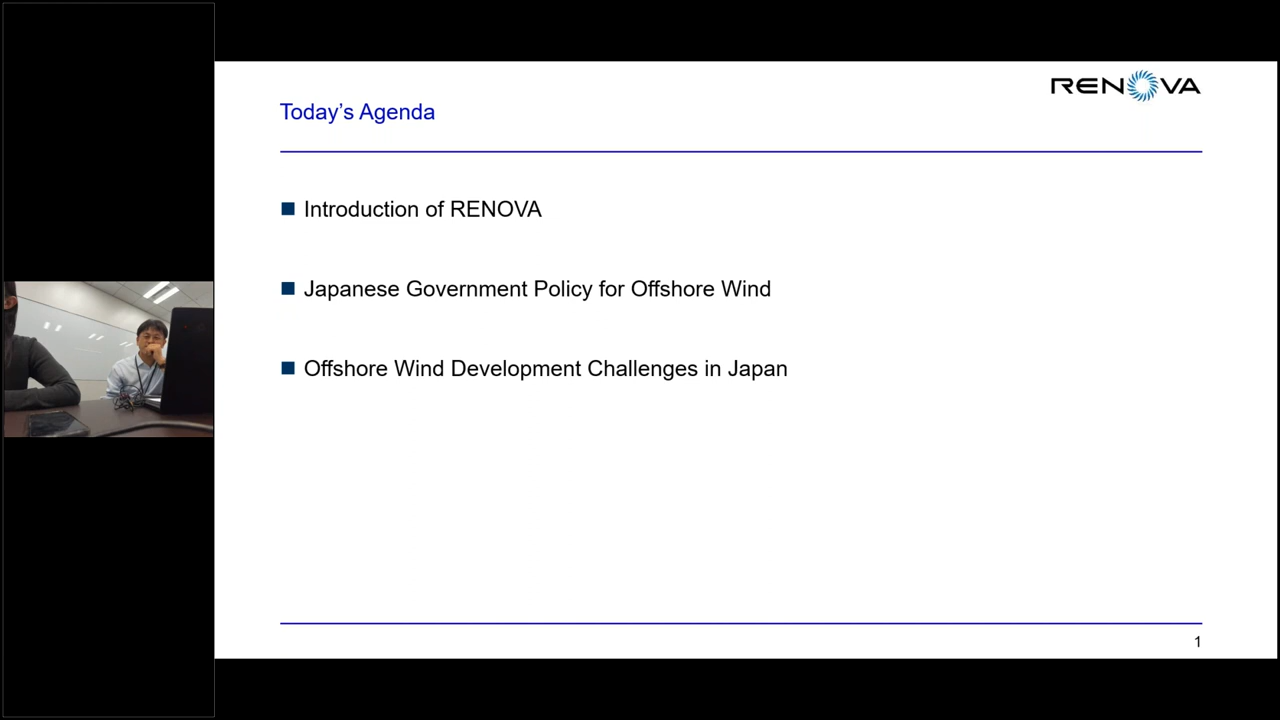 RENOVA
Today’s Agenda
Introduction of RENOVA
Japanese Government Policy for Offshore Wind
Offshore Wind Development Challenges in Japan
1